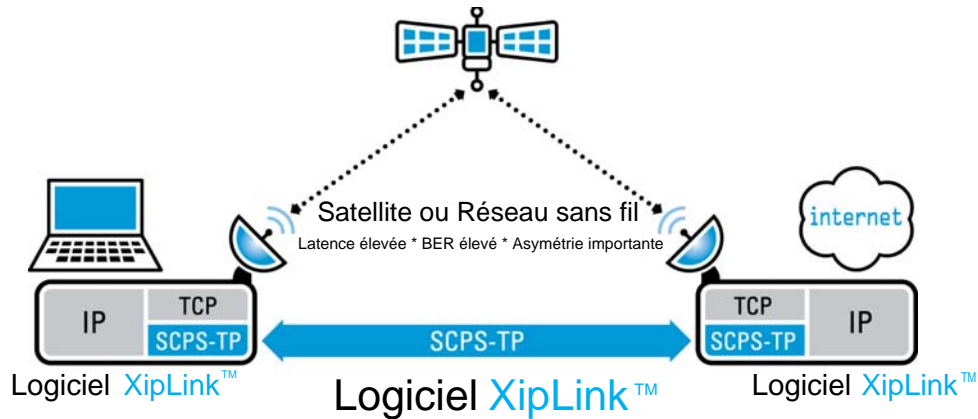 Satellite ou Réseau sans fil
Latence élevée * BER élevé * Asymétrie importante
internet
IP
TCP
SCPS-TP
SCPS-TP
TCP
SCPS-TP
IP
Logiciel XipLink™
Logiciel XipLink™
Logiciel XipLink™